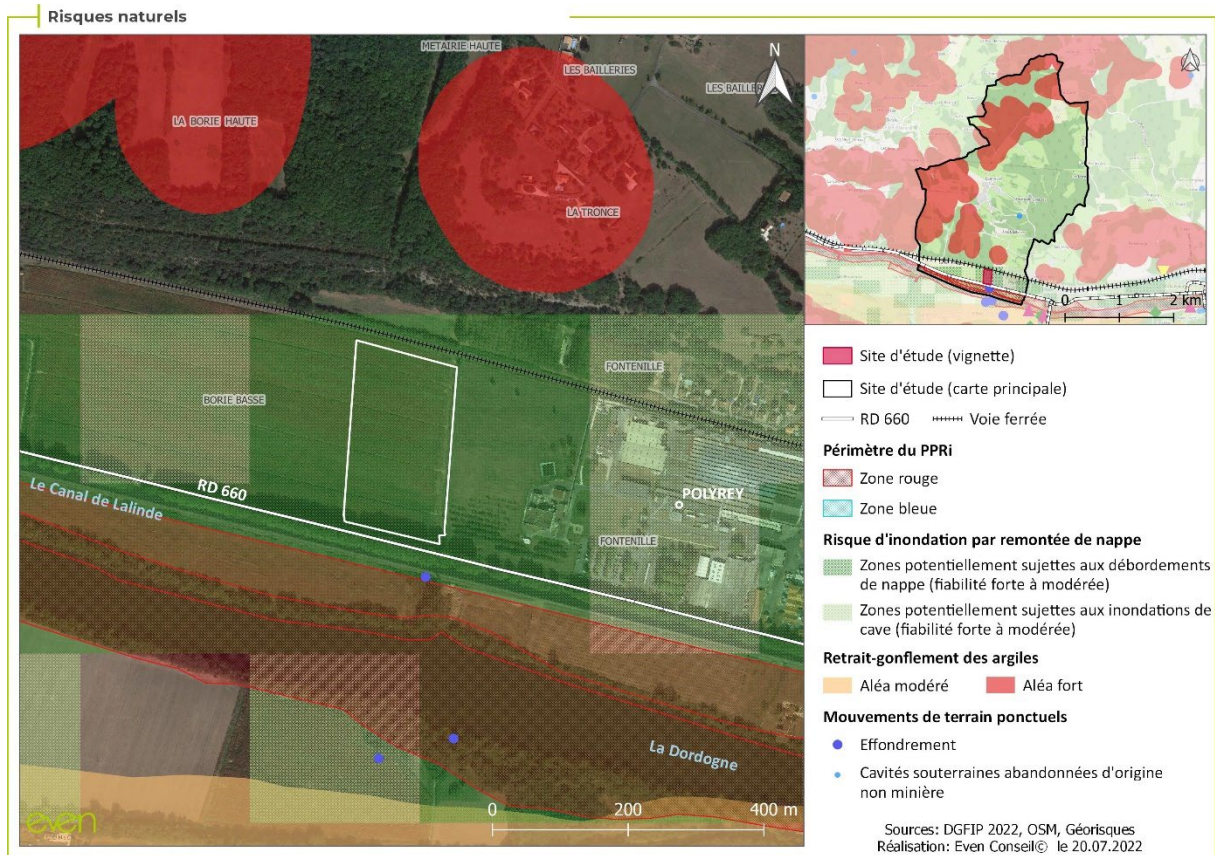 Risques naturels
METAIRIE HAUTE
LES BAILLERIES
N
LES BAILLER
LA BORIE HAUTE
LA TRONCE
FONTENILLE
BORIE BASSE
POLYREY
FONTENILLE
RD 660
Le Canal de Lalinde
La Dordogne
0 200 400 m
even
0 1 2 km
Site d'étude (vignette)
Site d'étude (carte principale)
RD 660 Voie ferrée
Périmètre du PPRi
Zone rouge
Zone bleue
Risque d'inondation par remontée de nappe
Zones potentiellement sujettes aux débordements
de nappe (fiabilité forte à modérée)
Zones potentiellement sujettes aux inondations de
cave (fiabilité forte à modérée)
Retrait-gonflement des argiles
Aléa modéré Aléa fort
Mouvements de terrain ponctuels
Effondrement
Cavités souterraines abandonnées d'origine
non minière
Sources: DGFIP 2022, OSM, Géorisques
Réalisation: Even Conseil© le 20.07.2022